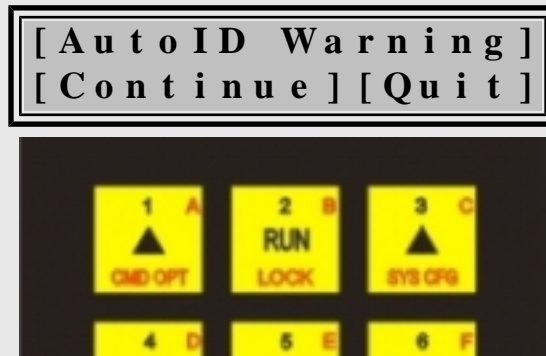 [AutoID Warning]
[Continue][Quit]
1 A 2 B 3 C
RUN
CMD OPT LOCK SYS CFG
4 D 5 E 6 F